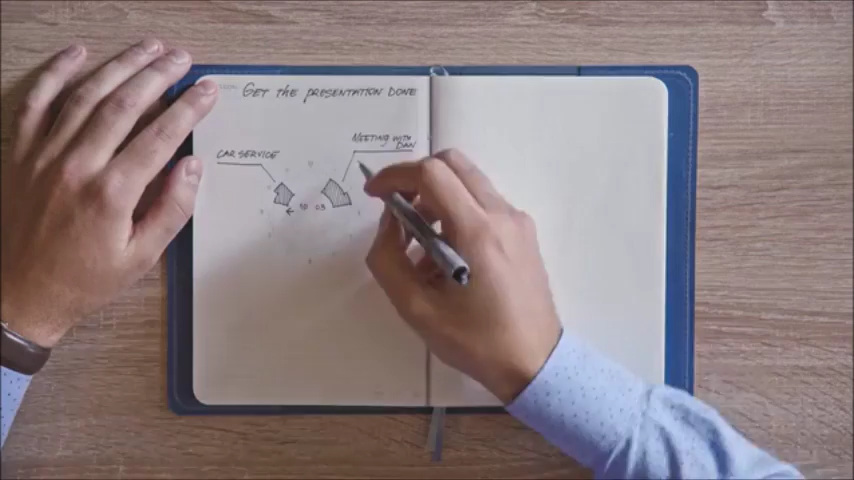 GET THE PRESENTATION DONE
MEETING WITH
DAN
CAR SERVICE